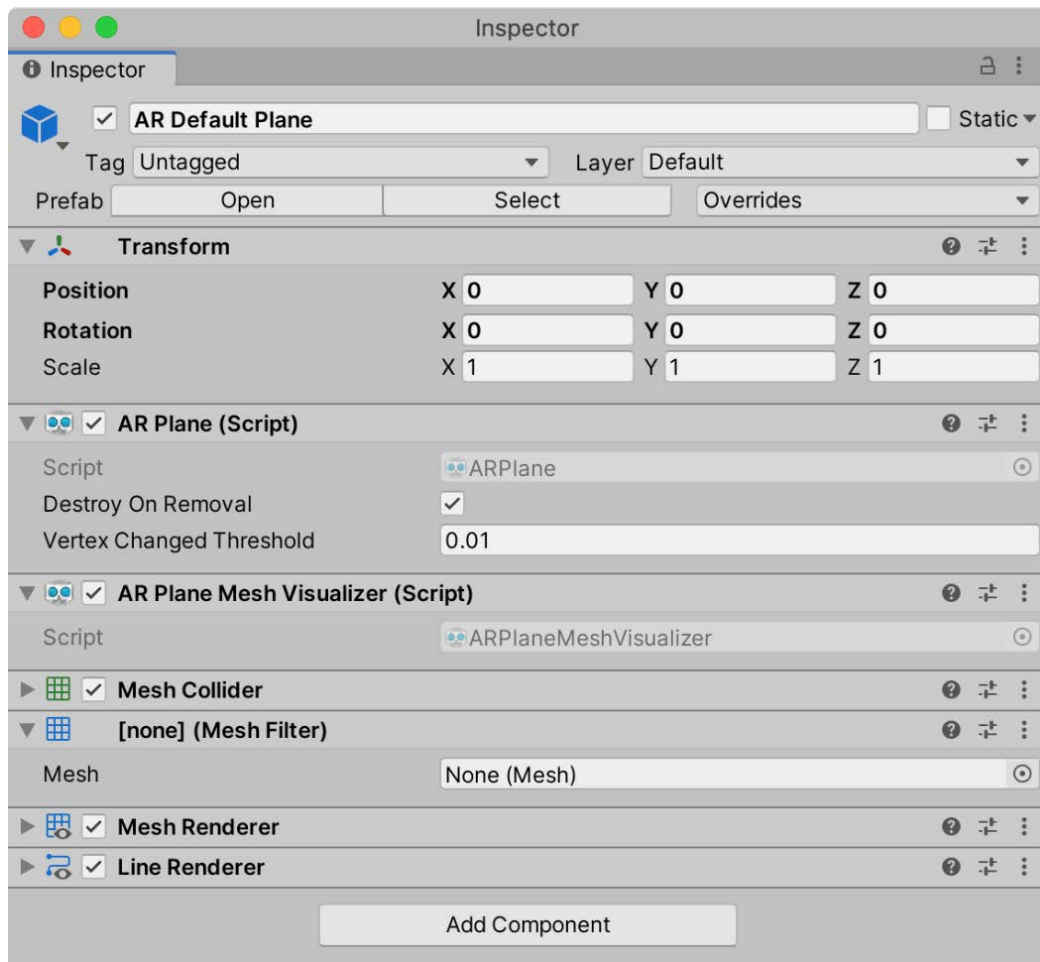 Inspector
Inspector
AR Default Plane Static
Tag Untagged Layer Default
Prefab Open Select Overrides
Transform
Position X 0 Y 0 Z 0
Rotation X 0 Y 0 Z 0
Scale X 1 Y 1 Z 1
AR Plane (Script)
Script ARPlane
Destroy On Removal
Vertex Changed Threshold 0.01
AR Plane Mesh Visualizer (Script)
Script ARPlaneMeshVisualizer
Mesh Collider
[none] (Mesh Filter)
Mesh None (Mesh)
Mesh Renderer
Line Renderer
Add Component